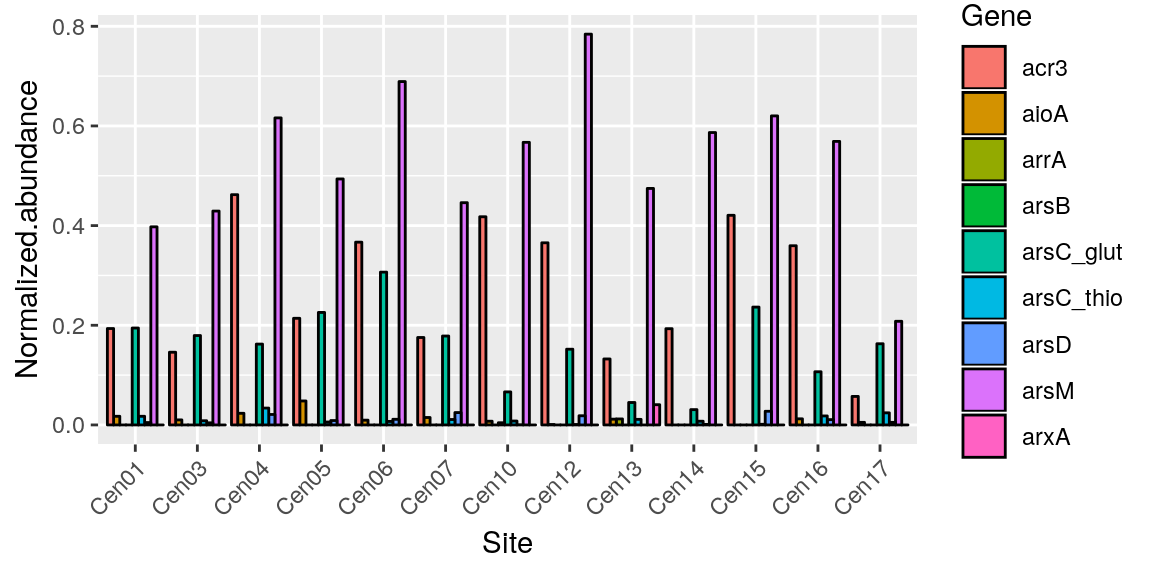 Normalized.abundance
0.8
0.6
0.4
0.2
0.0
Cen01
Cen03
Cen04
Cen05
Cen06
Cen07
Cen10
Cen12
Cen13
Cen14
Cen15
Cen16
Cen17
Site
Gene
acr3
aioA
arrA
arsB
arsC_glut
arsC_thio
arsD
arsM
arxA